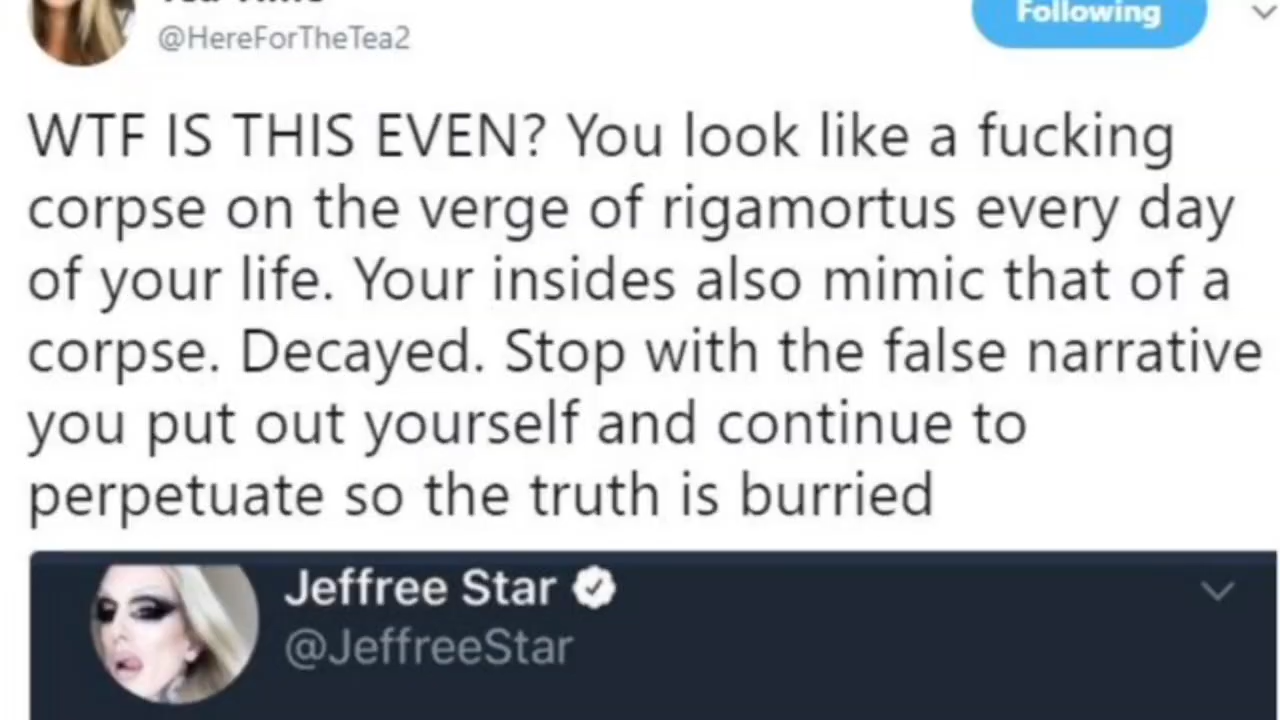 Following
@HereForTheTea2
WTF IS THIS EVEN? You look like a fucking
corpse on the verge of rigamortus every day
of your life. Your insides also mimic that of a
corpse. Decayed. Stop with the false narrative
you put out yourself and continue to
perpetuate so the truth is burried
Jeffree Star
@JeffreeStar